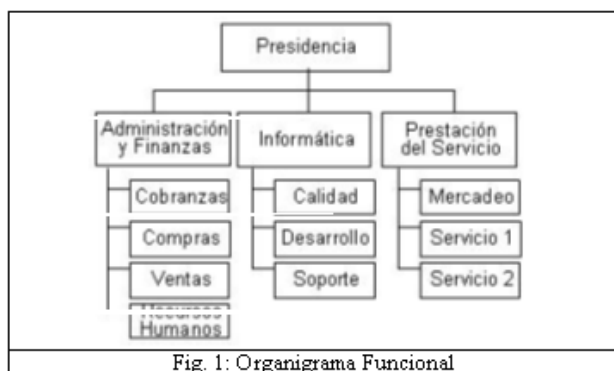 Presidencia
Administración
y Finanzas
Informática
Prestación
del Servicio
Cobranzas
Calidad
Mercadeo
Compras
Desarrollo
Servicio 1
Ventas
Soporte
Servicio 2
Recursos
Humanos
Fig. 1: Organigrama Funcional